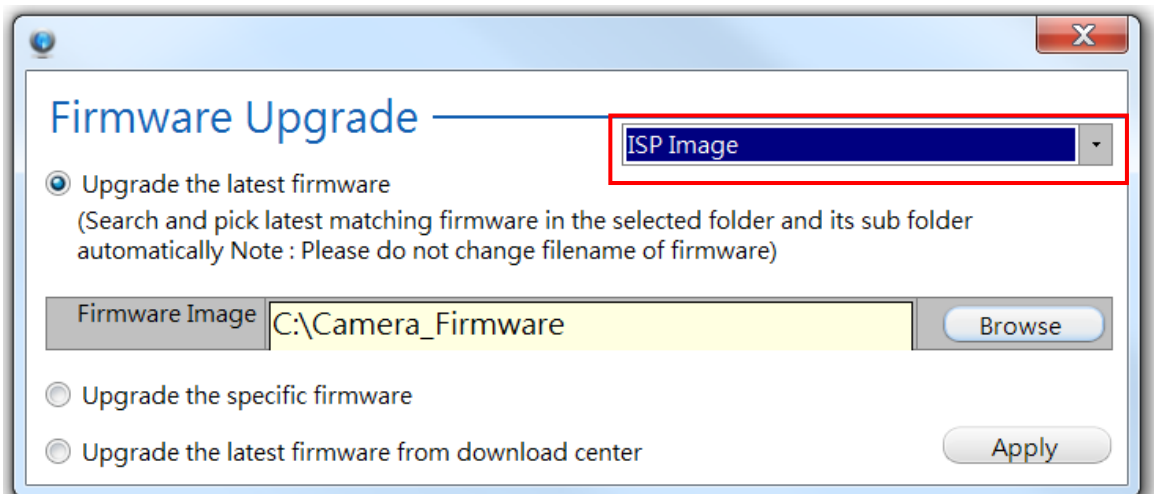 Firmware Upgrade
ISP Image
Upgrade the latest firmware
(Search and pick latest matching firmware in the selected folder and its sub folder
automatically Note : Please do not change filename of firmware)
Firmware Image
C:\Camera_Firmware
Browse
Upgrade the specific firmware
Upgrade the latest firmware from download center
Apply